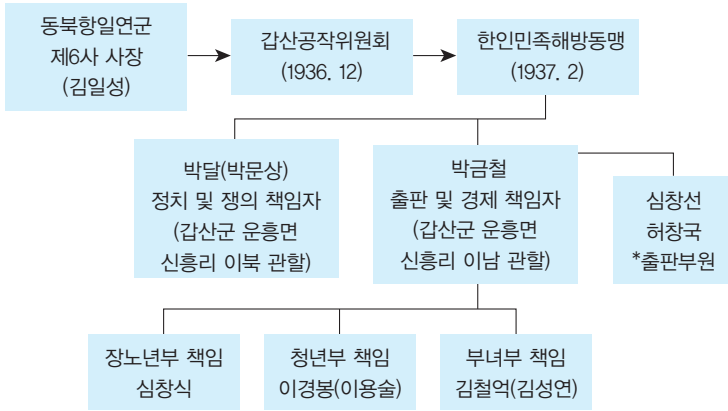 동북항일연군
제6사 사장
(김일성)
갑산공작위원회
(1936. 12)
한인민족해방동맹
(1937. 2)
박달(박문상)
정치 및 쟁의 책임자
(갑산군 운흥면
신흥리 이북 관할)
박금철
출판 및 경제 책임자
(갑산군 운흥면
신흥리 이남 관할)
심창선
허창국
*출판부원
장노년부 책임
심창식
청년부 책임
이경봉(이용술)
부녀부 책임
김철억(김성연)